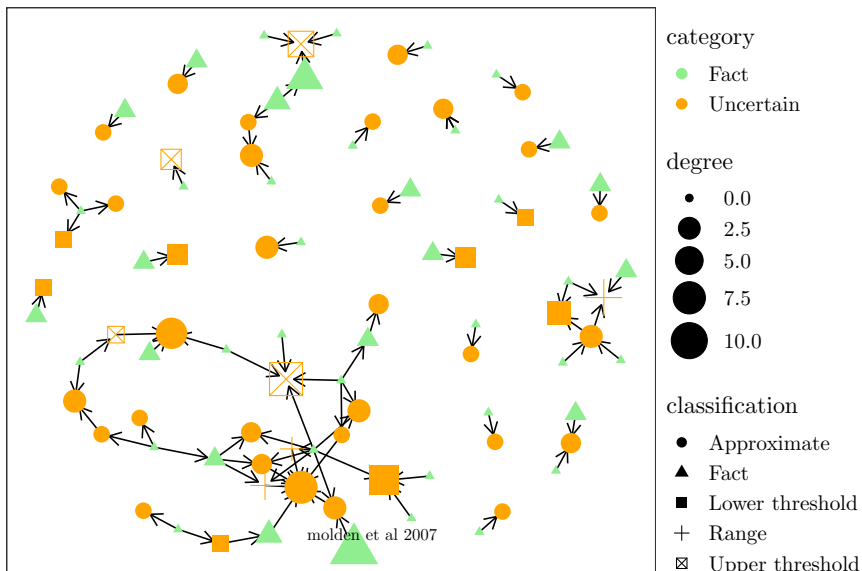 category
Fact
Uncertain
degree
0.0
2.5
5.0
7.5
10.0
classification
Approximate
Fact
Lower threshold
Range
Upper threshold
molden et al 2007